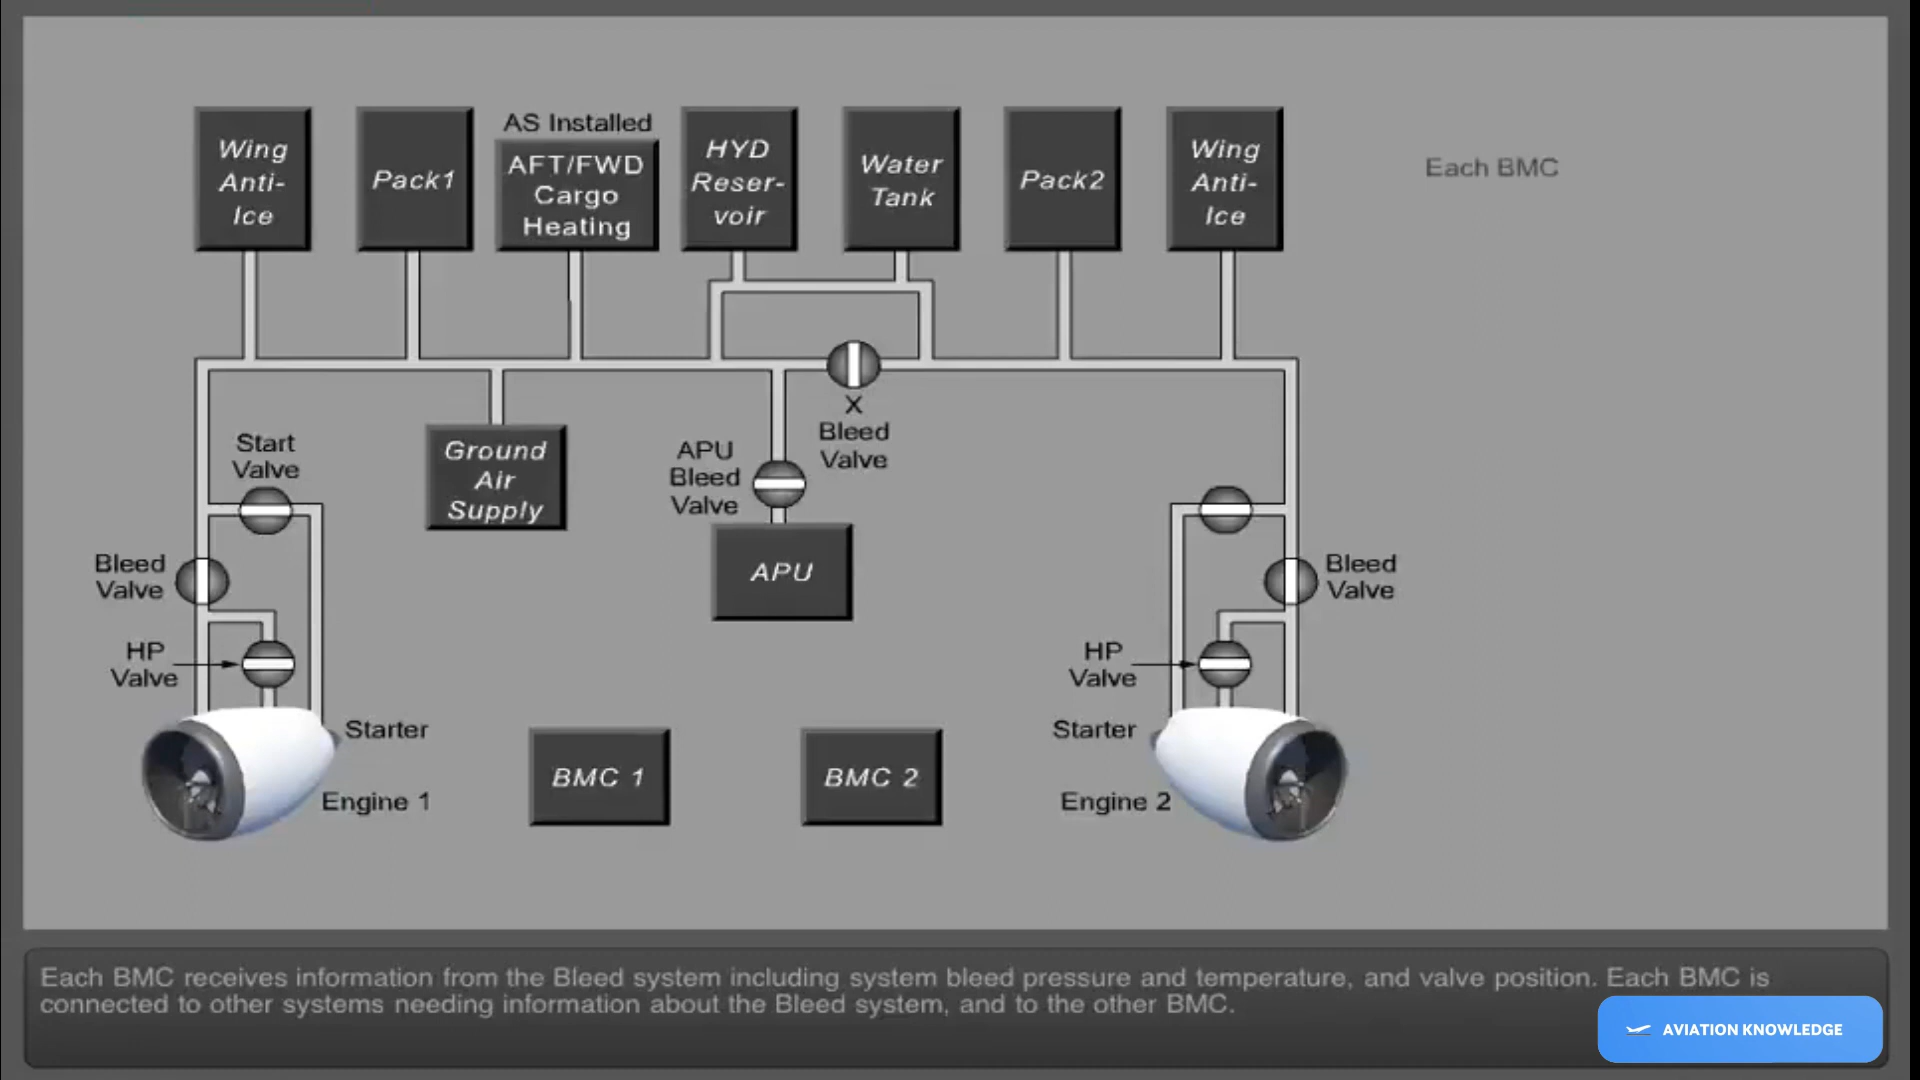 Wing
Anti-
Ice
Pack1
AS Installed
AFT/FWD
Cargo
Heating
HYD
Reser-
voir
Water
Tank
Pack2
Wing
Anti-
Ice
Each BMC
X
Bleed
Valve
Start
Valve
Ground
Air
Supply
APU
Bleed
Valve
APU
Bleed
Valve
Bleed
Valve
HP
Valve
HP
Valve
Starter
Engine 1
BMC 1
BMC 2
Starter
Engine 2
Each BMC receives information from the Bleed system including system bleed pressure and temperature, and valve position. Each BMC is
connected to other systems needing information about the Bleed system, and to the other BMC.
AVIATION KNOWLEDGE